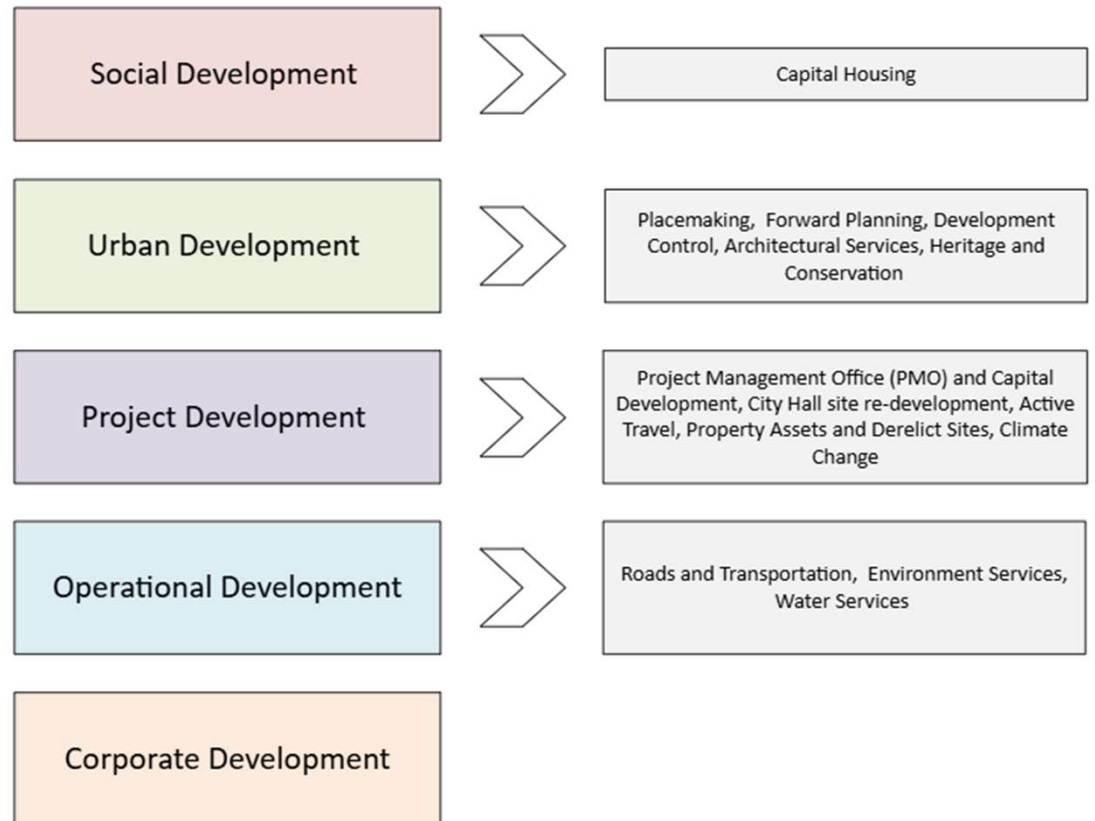 Social Development
Capital Housing
Urban Development
Placemaking,  Forward Planning, Development
Control, Architectural Services, Heritage and
Conservation
Project Development
Project Management Office (PMO) and Capital
Development, City Hall site re-development, Active
Travel, Property Assets and Derelict Sites, Climate
Change
Operational Development
Roads and Transportation,  Environment Services,
Water Services
Corporate Development